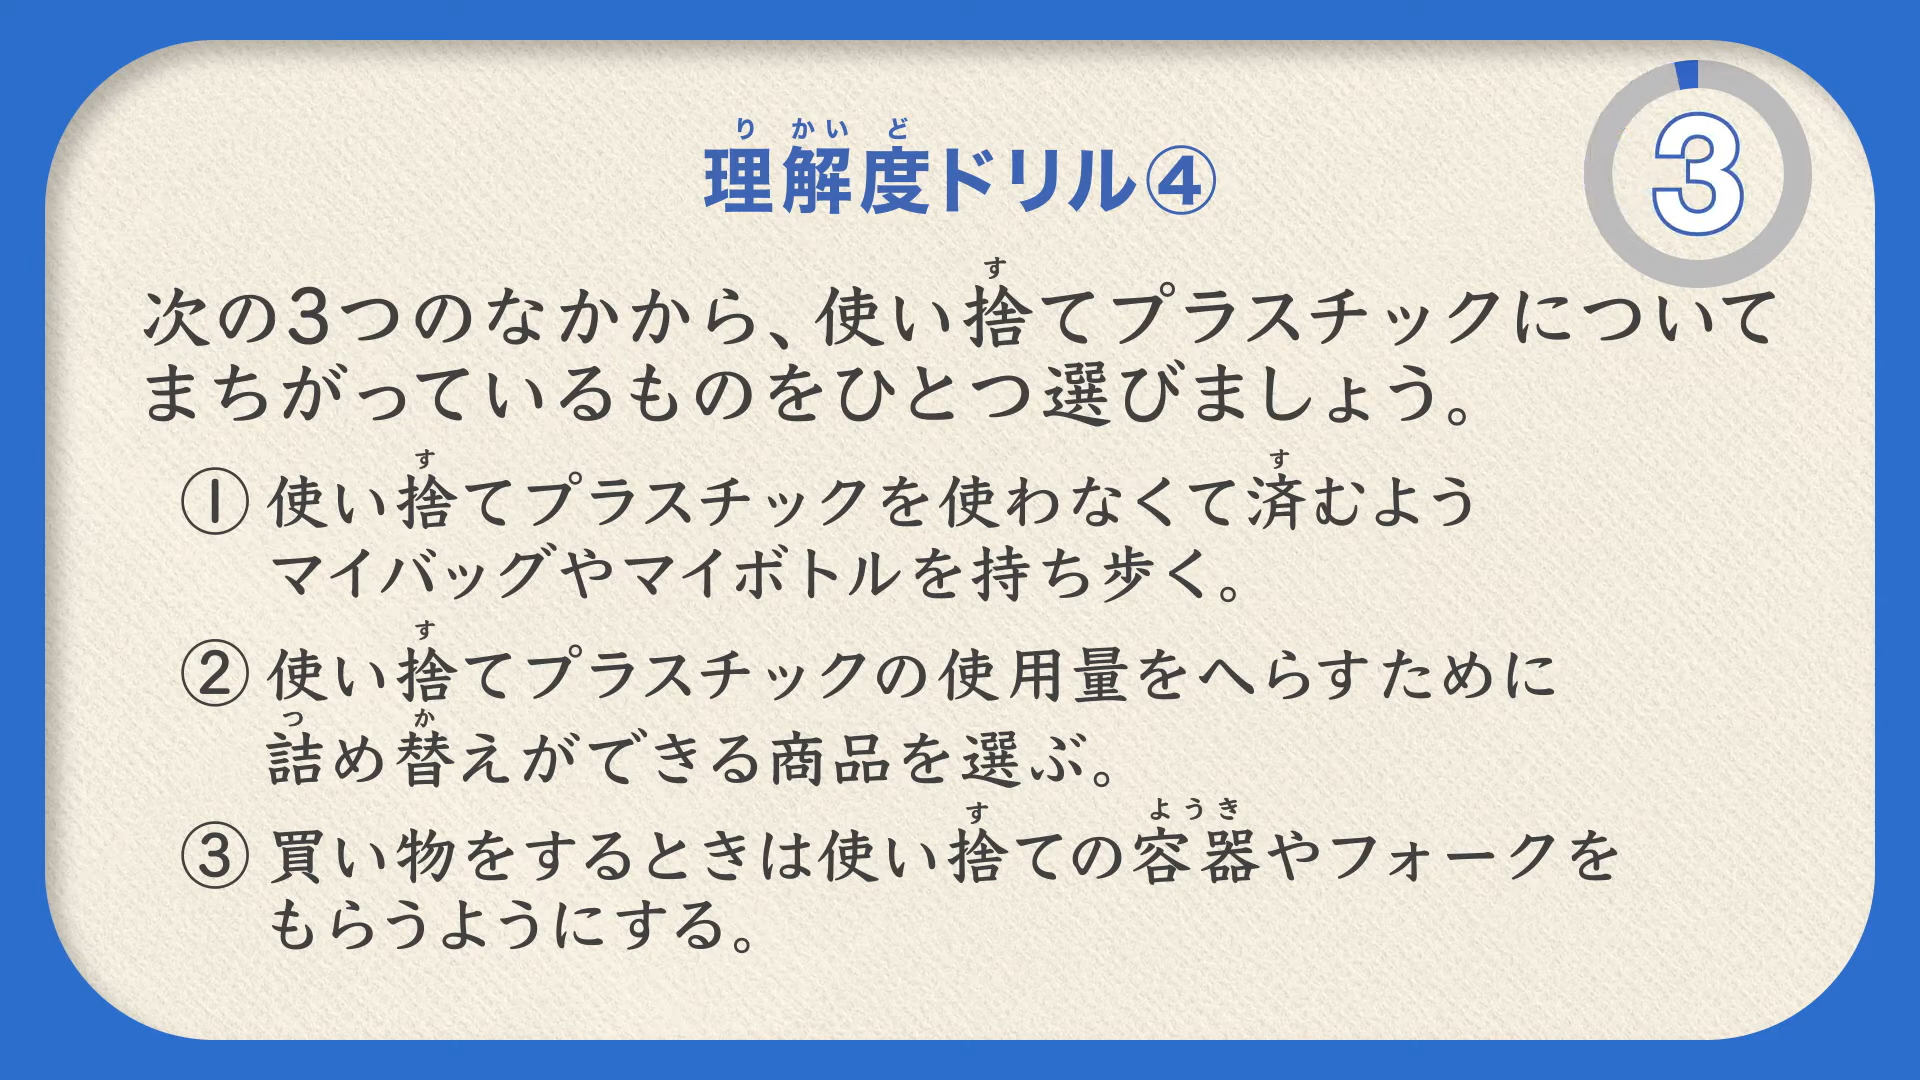 理解度ドリル④
3
次の3つのなかから、使い捨てプラスチックについて
まちがっているものをひとつ選びましょう。
① 使い捨てプラスチックを使わなくて済むよう
マイバッグやマイボトルを持ち歩く。
② 使い捨てプラスチックの使用量をへらすために
詰め替えができる商品を選ぶ。
③ 買い物をするときは使い捨ての容器やフォークを
もらうようにする。